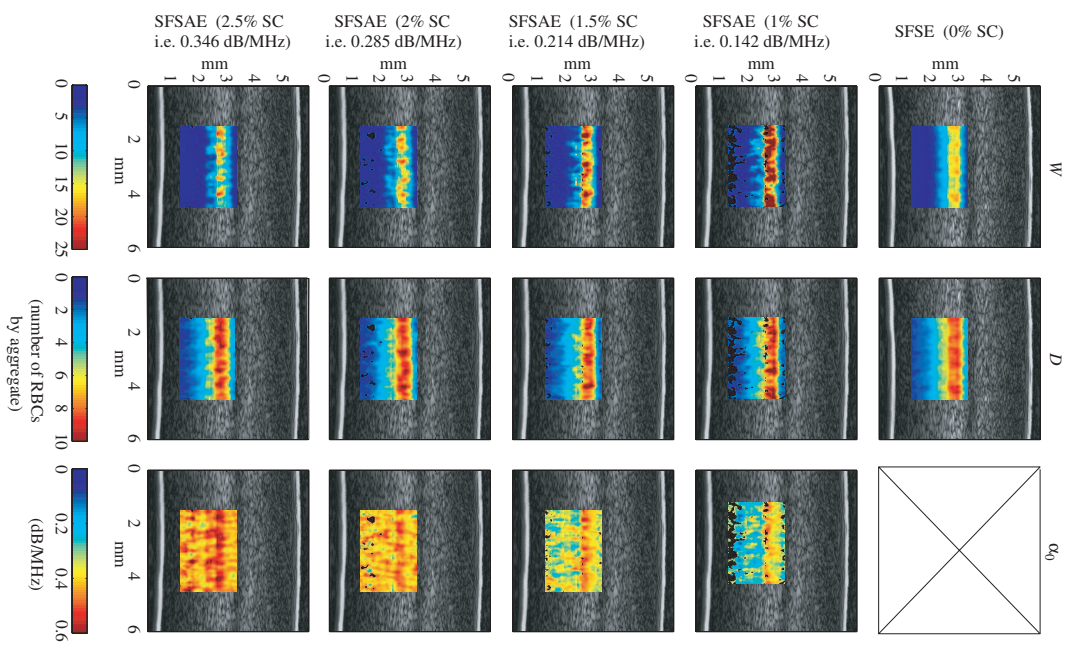 SFSAE (2.5% SC
i.e. 0.346 dB/MHz)
SFSAE (2% SC
i.e. 0.285 dB/MHz)
SFSAE (1.5% SC
i.e. 0.214 dB/MHz)
SFSAE (1% SC
i.e. 0.142 dB/MHz)
SFSE (0% SC)
mm
1 2 3 4 5
mm
0 1 2 3 4 5
mm
0 1 2 3 4 5
mm
0 1 2 3 4 5
mm
0 1 2 3 4 5
W
0 2 4 6
mm
0 5 10 15 20 25
D
0 2 4 6
mm
0 2 4 6 8 10
(number of RBCs
by aggregate)
α0
0 2 4 6
mm
0 0.2 0.4 0.6
(dB/MHz)